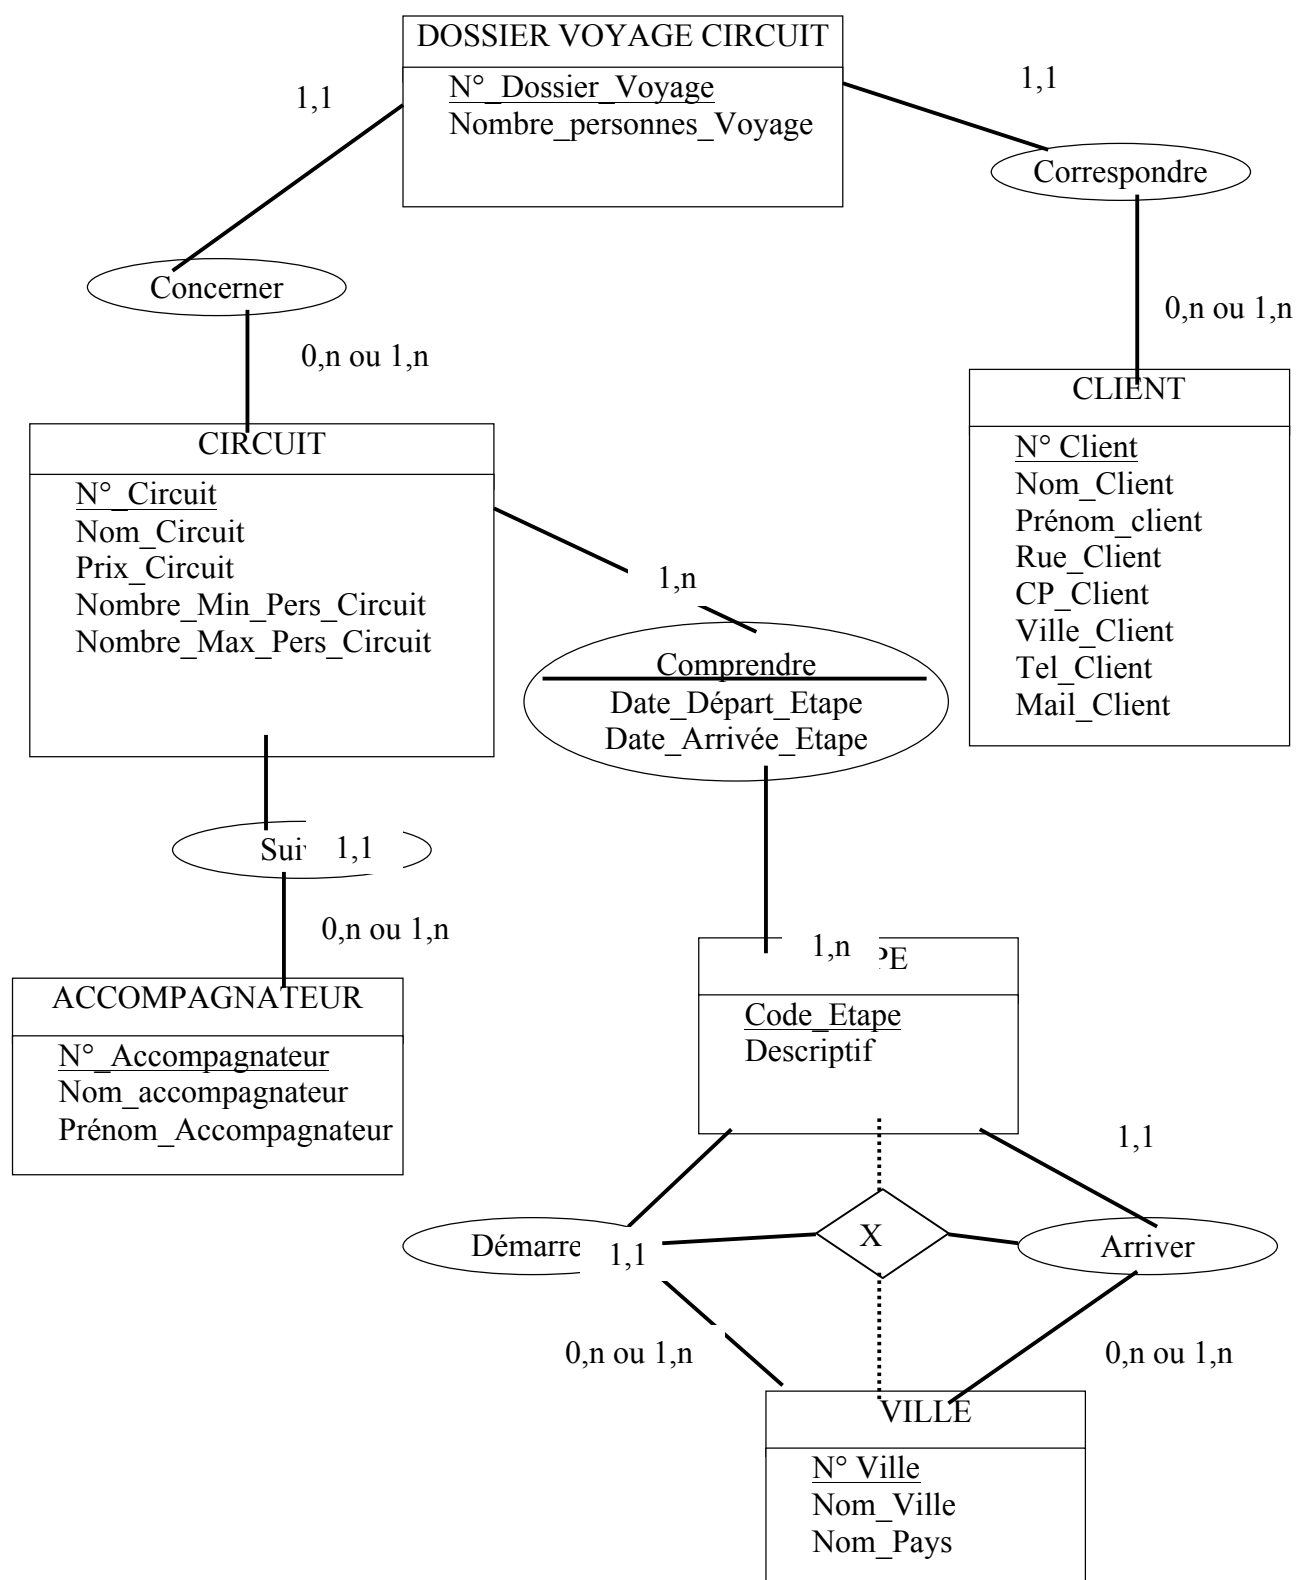 DOSSIER VOYAGE CIRCUIT
N°_Dossier_Voyage
Nombre_personnes_Voyage
1,1
1,1
Correspondre
Concerner
0,n ou 1,n
0,n ou 1,n
CIRCUIT
N°_Circuit
Nom_Circuit
Prix_Circuit
Nombre_Min_Pers_Circuit
Nombre_Max_Pers_Circuit
CLIENT
N° Client
Nom_Client
Prénom_client
Rue_Client
CP_Client
Ville_Client
Tel_Client
Mail_Client
1,n
Comprendre
Date_Départ_Etape
Date_Arrivée_Etape
1,1
0,n ou 1,n
ACCOMPAGNATEUR
N°_Accompagnateur
Nom_accompagnateur
Prénom_Accompagnateur
1,n
Code_Etape
Descriptif
1,1
Démarre
1,1
X
Arriver
0,n ou 1,n
0,n ou 1,n
VILLE
N° Ville
Nom_Ville
Nom_Pays